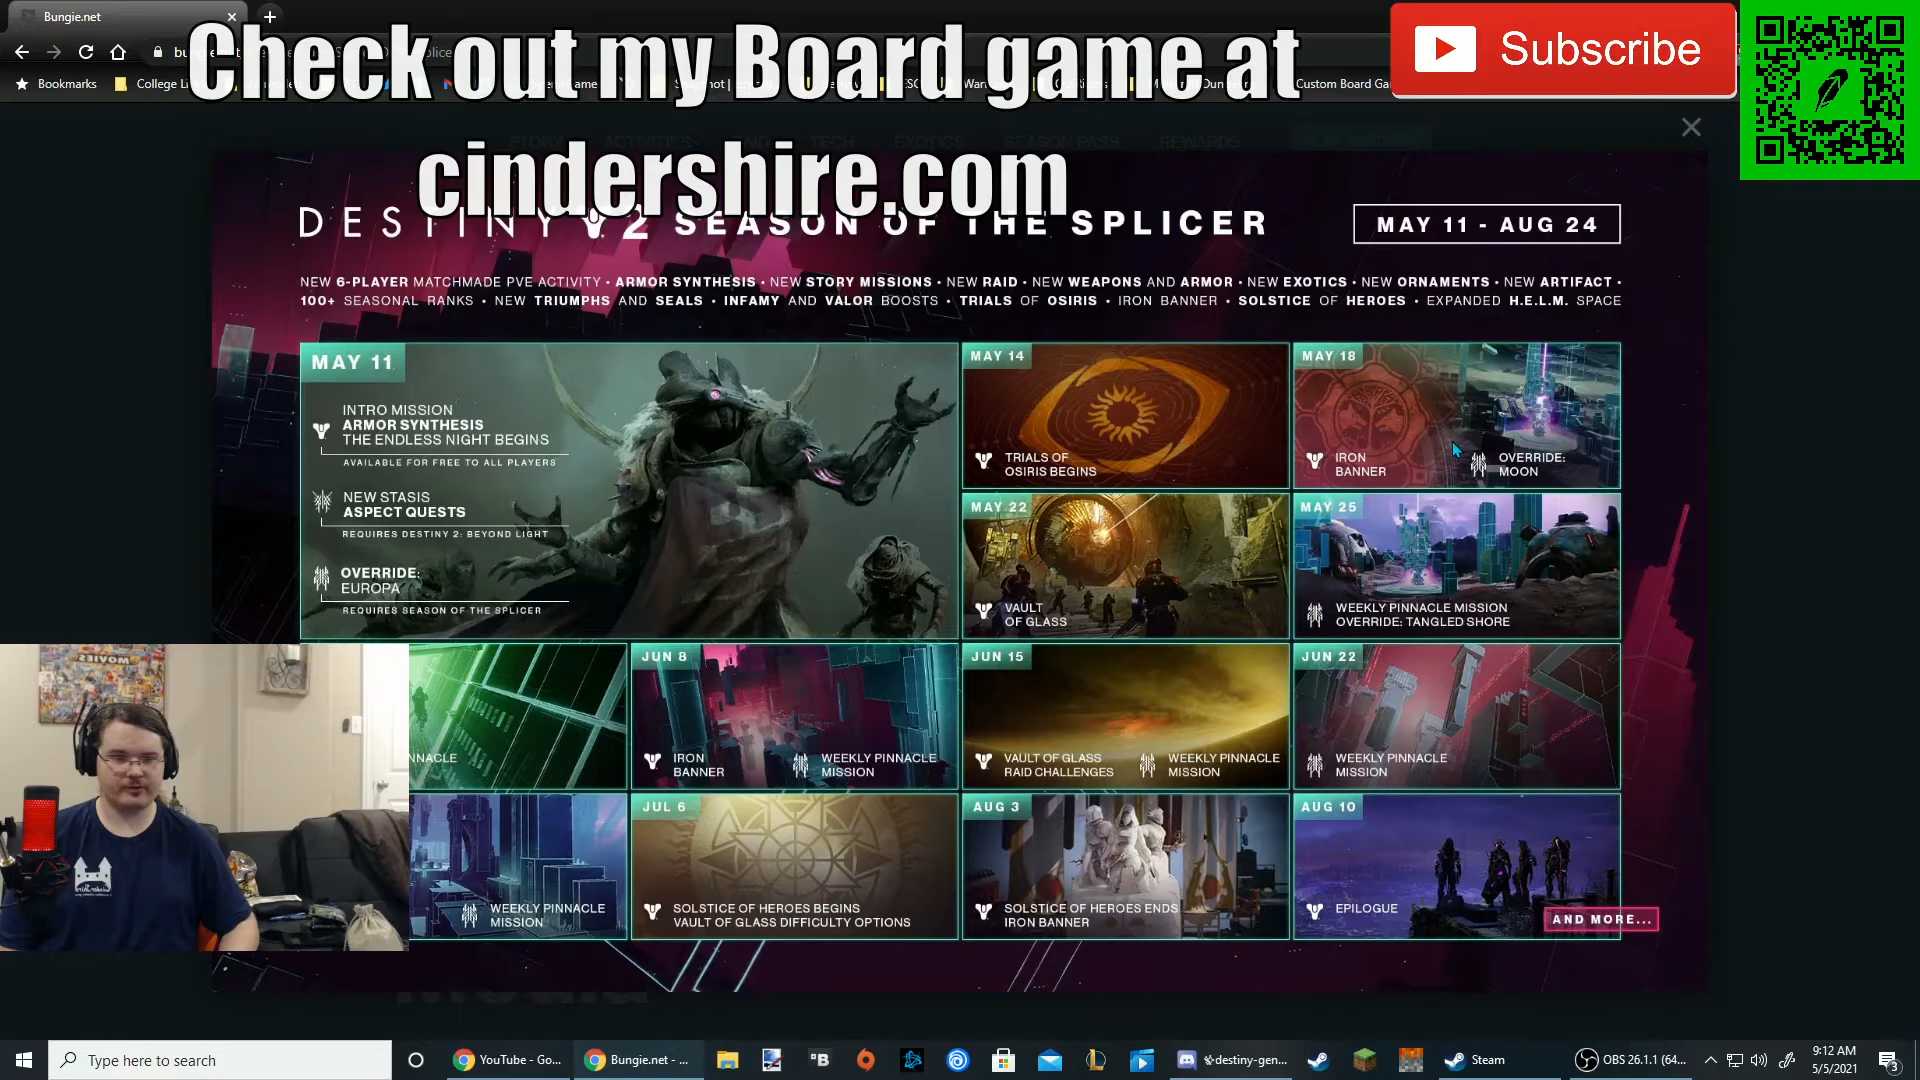 Bungie.net
Check out my Board game at
cindershire.com
Subscribe
Bookmarks
DESTINY 2 SEASON OF THE SPLICER
MAY 11 - AUG 24
NEW 6-PLAYER MATCHMADE PVE ACTIVITY • ARMOR SYNTHESIS • NEW STORY MISSIONS • NEW RAID • NEW WEAPONS AND ARMOR • NEW EXOTICS • NEW ORNAMENTS • NEW ARTIFACT •
100+ SEASONAL RANKS • NEW TRIUMPHS AND SEALS • INFAMY AND VALOR BOOSTS • TRIALS OF OSIRIS • IRON BANNER • SOLSTICE OF HEROES • EXPANDED H.E.L.M. SPACE
MAY 11
INTRO MISSION
ARMOR SYNTHESIS
THE ENDLESS NIGHT BEGINS
AVAILABLE FOR FREE TO ALL PLAYERS
NEW STASIS
ASPECT QUESTS
REQUIRES DESTINY 2: BEYOND LIGHT
OVERRIDE:
EUROPA
REQUIRES SEASON OF THE SPLICER
MAY 14
TRIALS OF
OSIRIS BEGINS
MAY 18
IRON
BANNER
OVERRIDE:
MOON
MAY 22
VAULT
OF GLASS
MAY 25
WEEKLY PINNACLE MISSION
OVERRIDE: TANGLED SHORE
NNACLE
JUN 8
IRON
BANNER
WEEKLY PINNACLE
MISSION
JUN 15
VAULT OF GLASS
RAID CHALLENGES
WEEKLY PINNACLE
MISSION
JUN 22
WEEKLY PINNACLE
MISSION
WEEKLY PINNACLE
MISSION
JUL 6
SOLSTICE OF HEROES BEGINS
VAULT OF GLASS DIFFICULTY OPTIONS
AUG 3
SOLSTICE OF HEROES ENDS
IRON BANNER
AUG 10
EPILOGUE
AND MORE...
Type here to search
YouTube - Go...
Bungie.net - ...
destiny-gen...
Steam
OBS 26.1.1 (64...
9:12 AM
5/5/2021
3